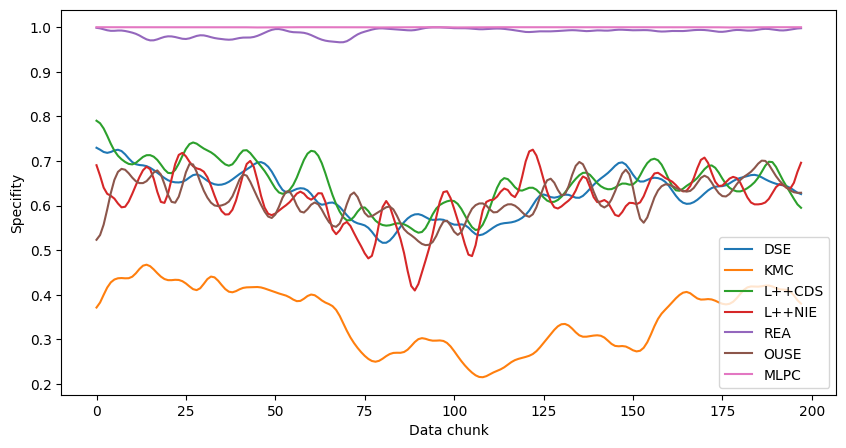 1.0
0.9
0.8
0.7
0.6
0.5
0.4
0.3
0.2
Specifity
0
25
50
75
100
125
150
175
200
Data chunk
DSE
KMC
L++CDS
L++NIE
REA
OUSE
MLPC